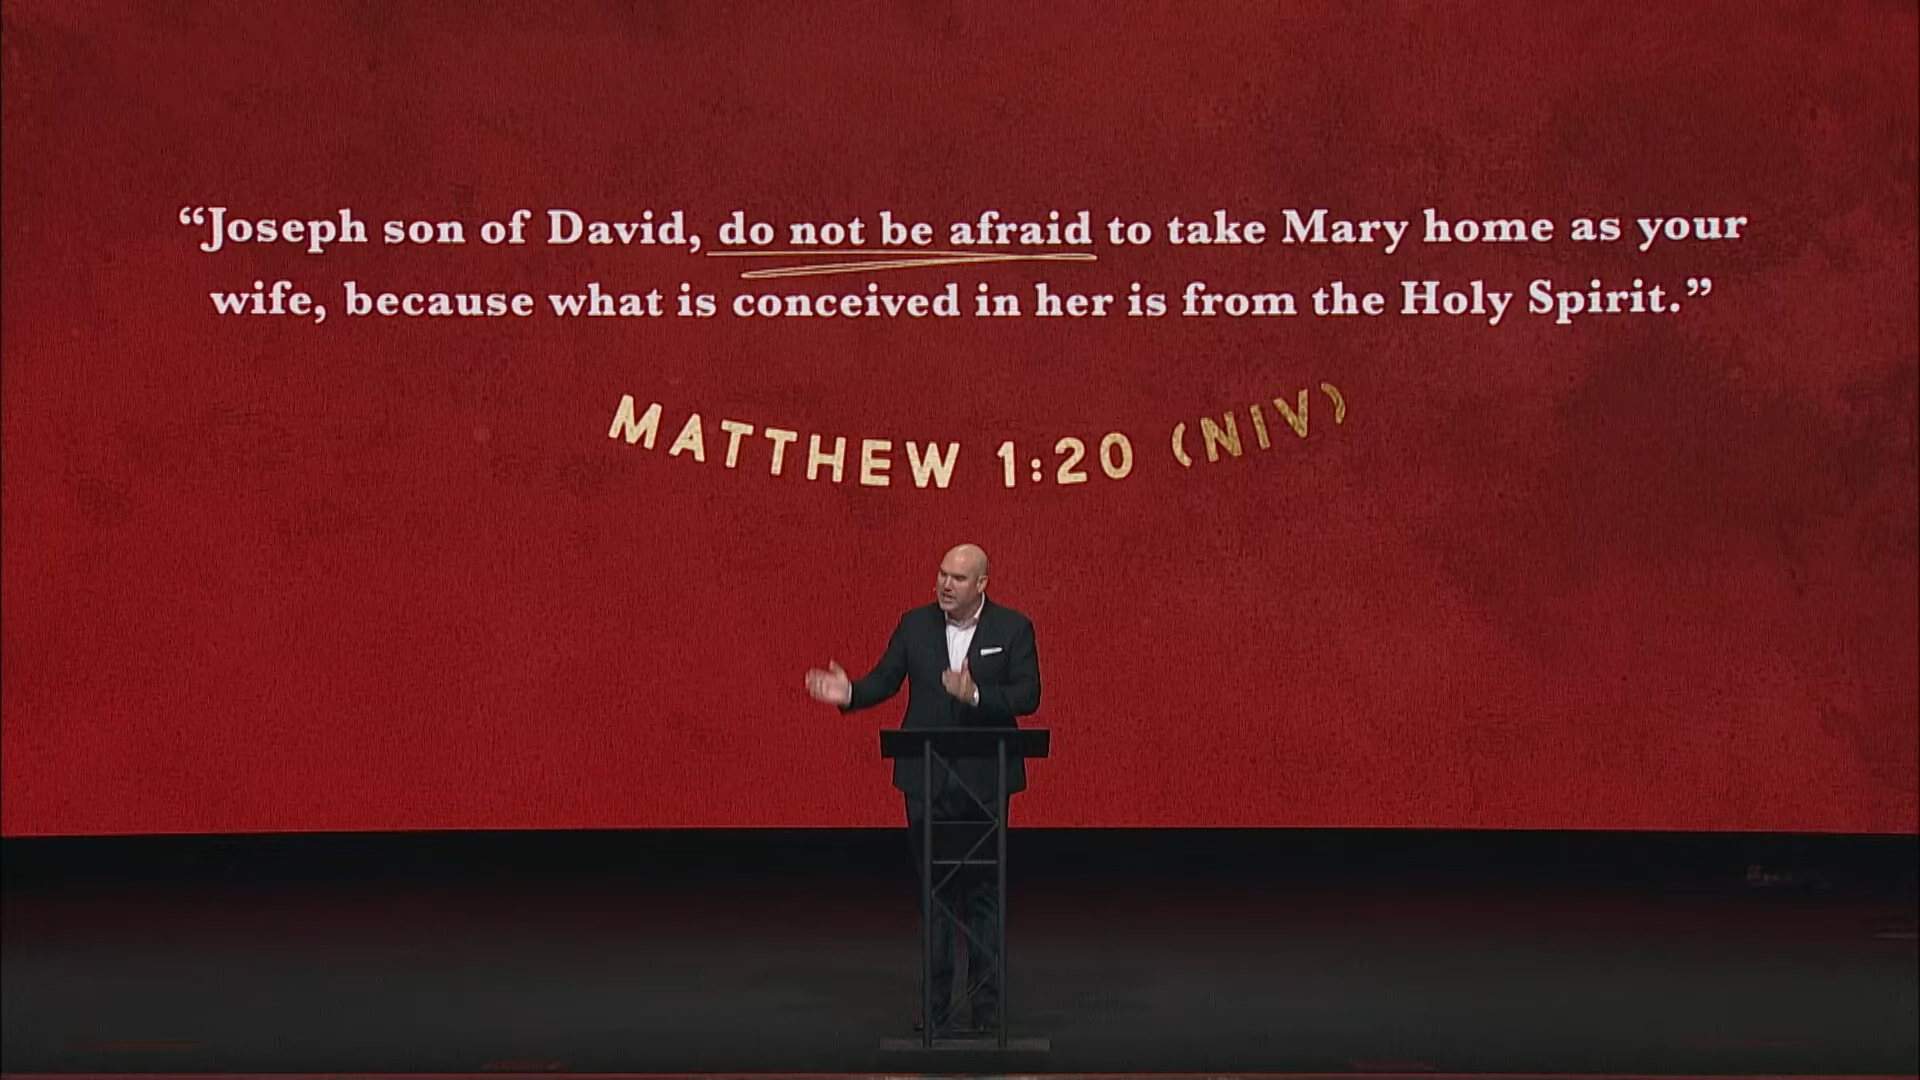 “Joseph son of David, do not be afraid to take Mary home as your
wife, because what is conceived in her is from the Holy Spirit.”
MATTHEW 1:20 (NIV)